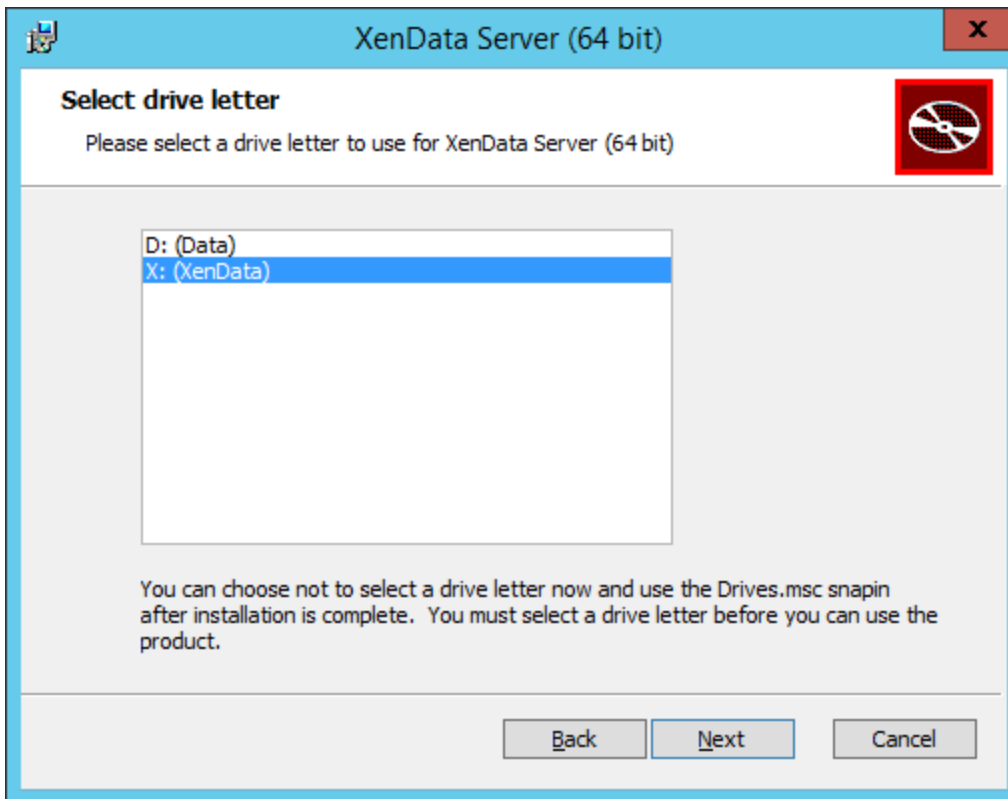 XenData Server (64 bit)
x
Select drive letter
Please select a drive letter to use for XenData Server (64 bit)
D: (Data)
X: (XenData)
You can choose not to select a drive letter now and use the Drives.msc snapin
after installation is complete.  You must select a drive letter before you can use the
product.
Back
Next
Cancel